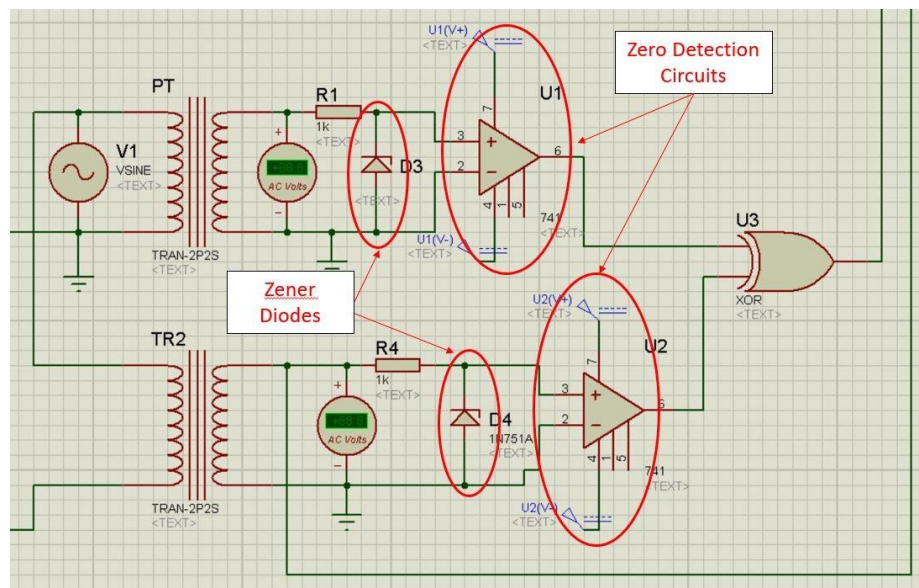 U1(V+)
<TEXT>
Zero Detection
Circuits
PT
R1
1k
<TEXT>
U1
7
3
2
6
4
1
5
741
V1
VSINE
<TEXT>
+
AC Volts
-
D3
<TEXT>
U1(V-)
<TEXT>
TRAN-2P2S
<TEXT>
U3
XOR
<TEXT>
Zener
Diodes
U2(V+)
<TEXT>
TR2
R4
1k
<TEXT>
U2
7
3
2
6
4
1
5
741
<TEXT>
+
AC Volts
-
D4
1N751A
<TEXT>
U2(V-)
<TEXT>
TRAN-2P2S
<TEXT>